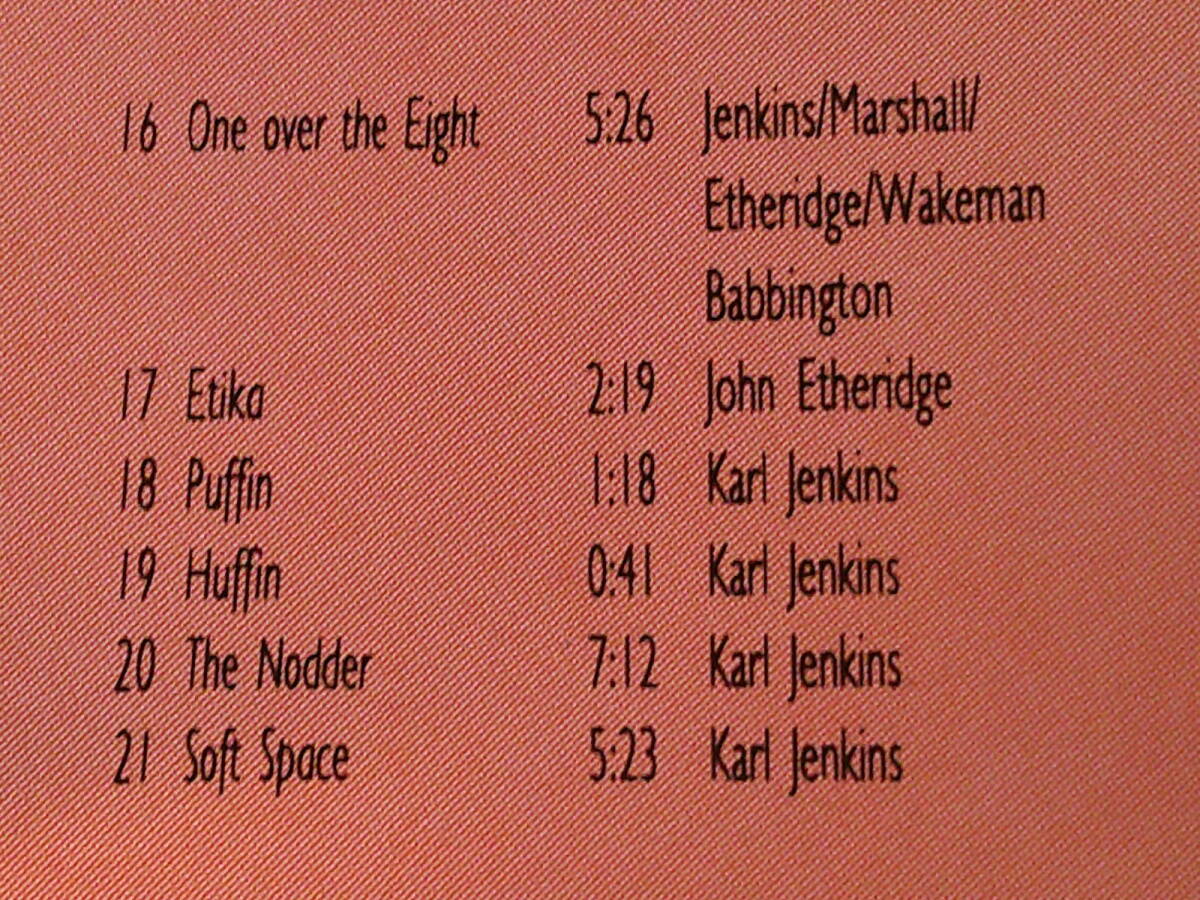 16 One over the Eight 5:26 Jenkins/Marshall/
Etheridge/Wakeman
Babbington
17 Etika 2:19 John Etheridge
18 Puffin 1:18 Karl Jenkins
19 Huffin 0:41 Karl Jenkins
20 The Nodder 7:12 Karl Jenkins
21 Soft Space 5:23 Karl Jenkins